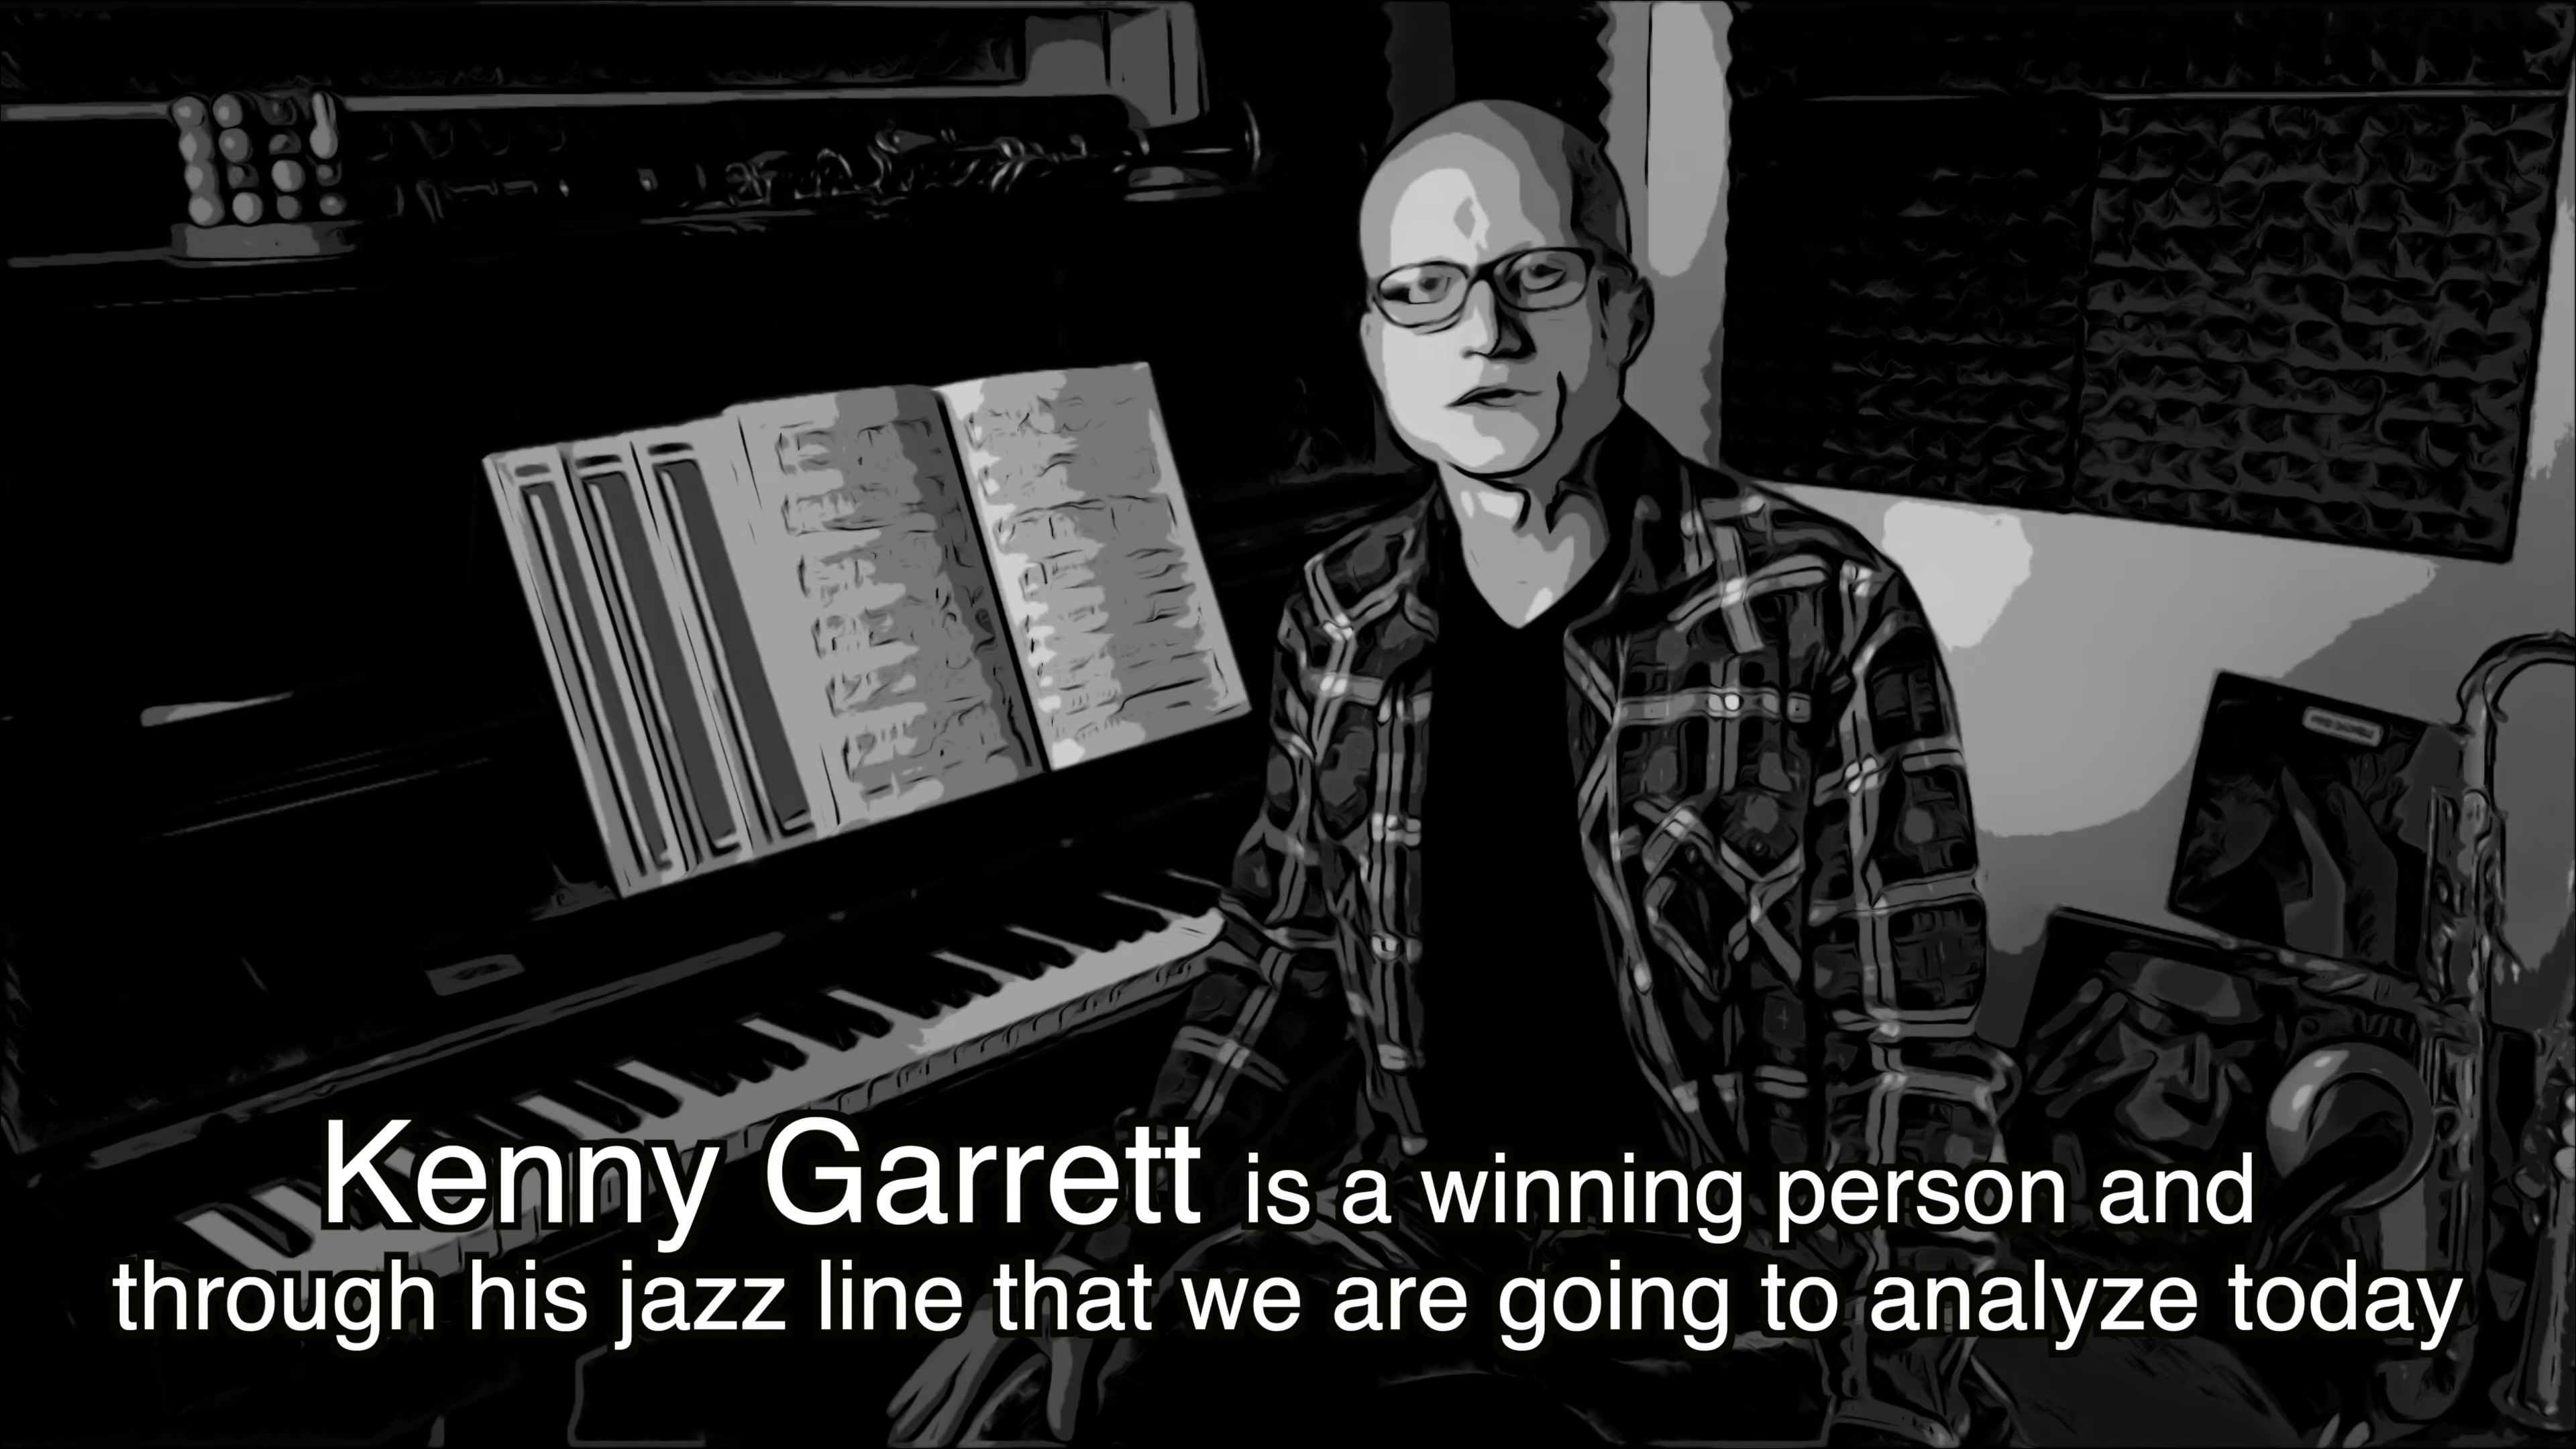 Kenny Garrett is a winning person and
through his jazz line that we are going to analyze today